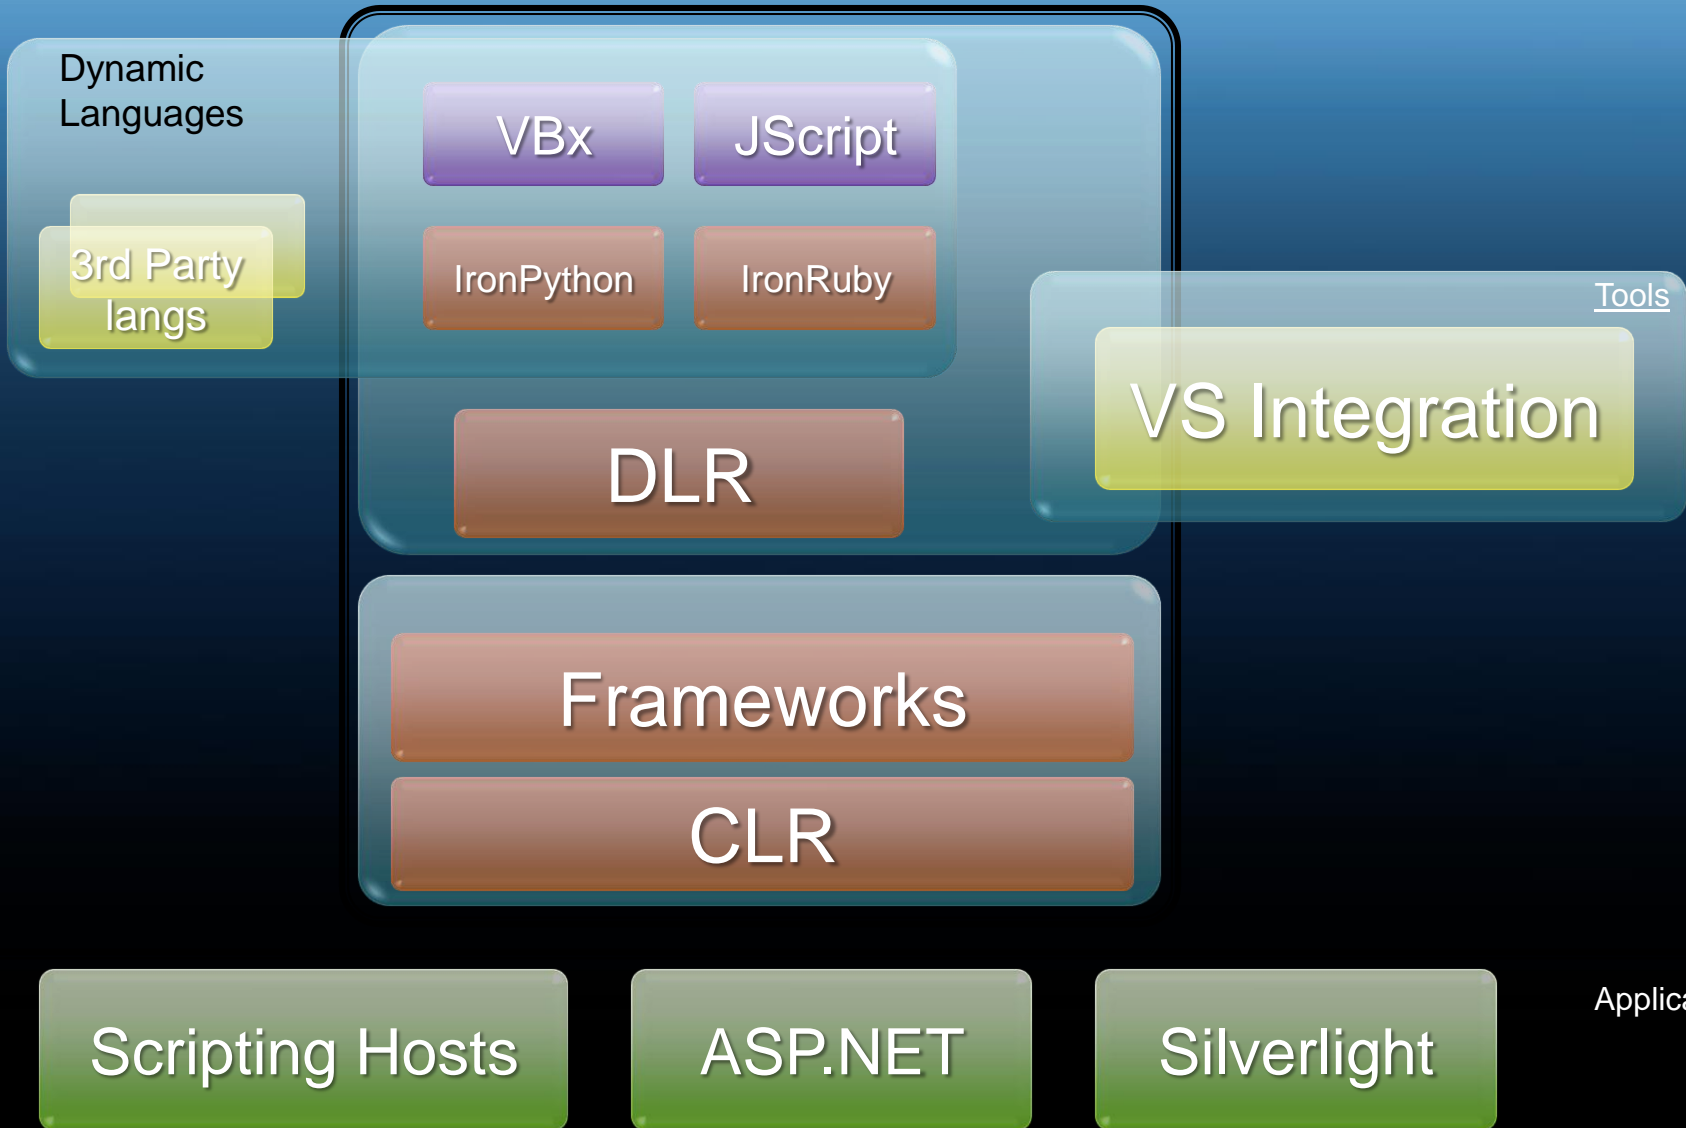 Dynamic
Languages
VBx
JScript
3rd Party
langs
IronPython
IronRuby
Tools
VS Integration
DLR
Frameworks
CLR
Scripting Hosts
ASP.NET
Silverlight